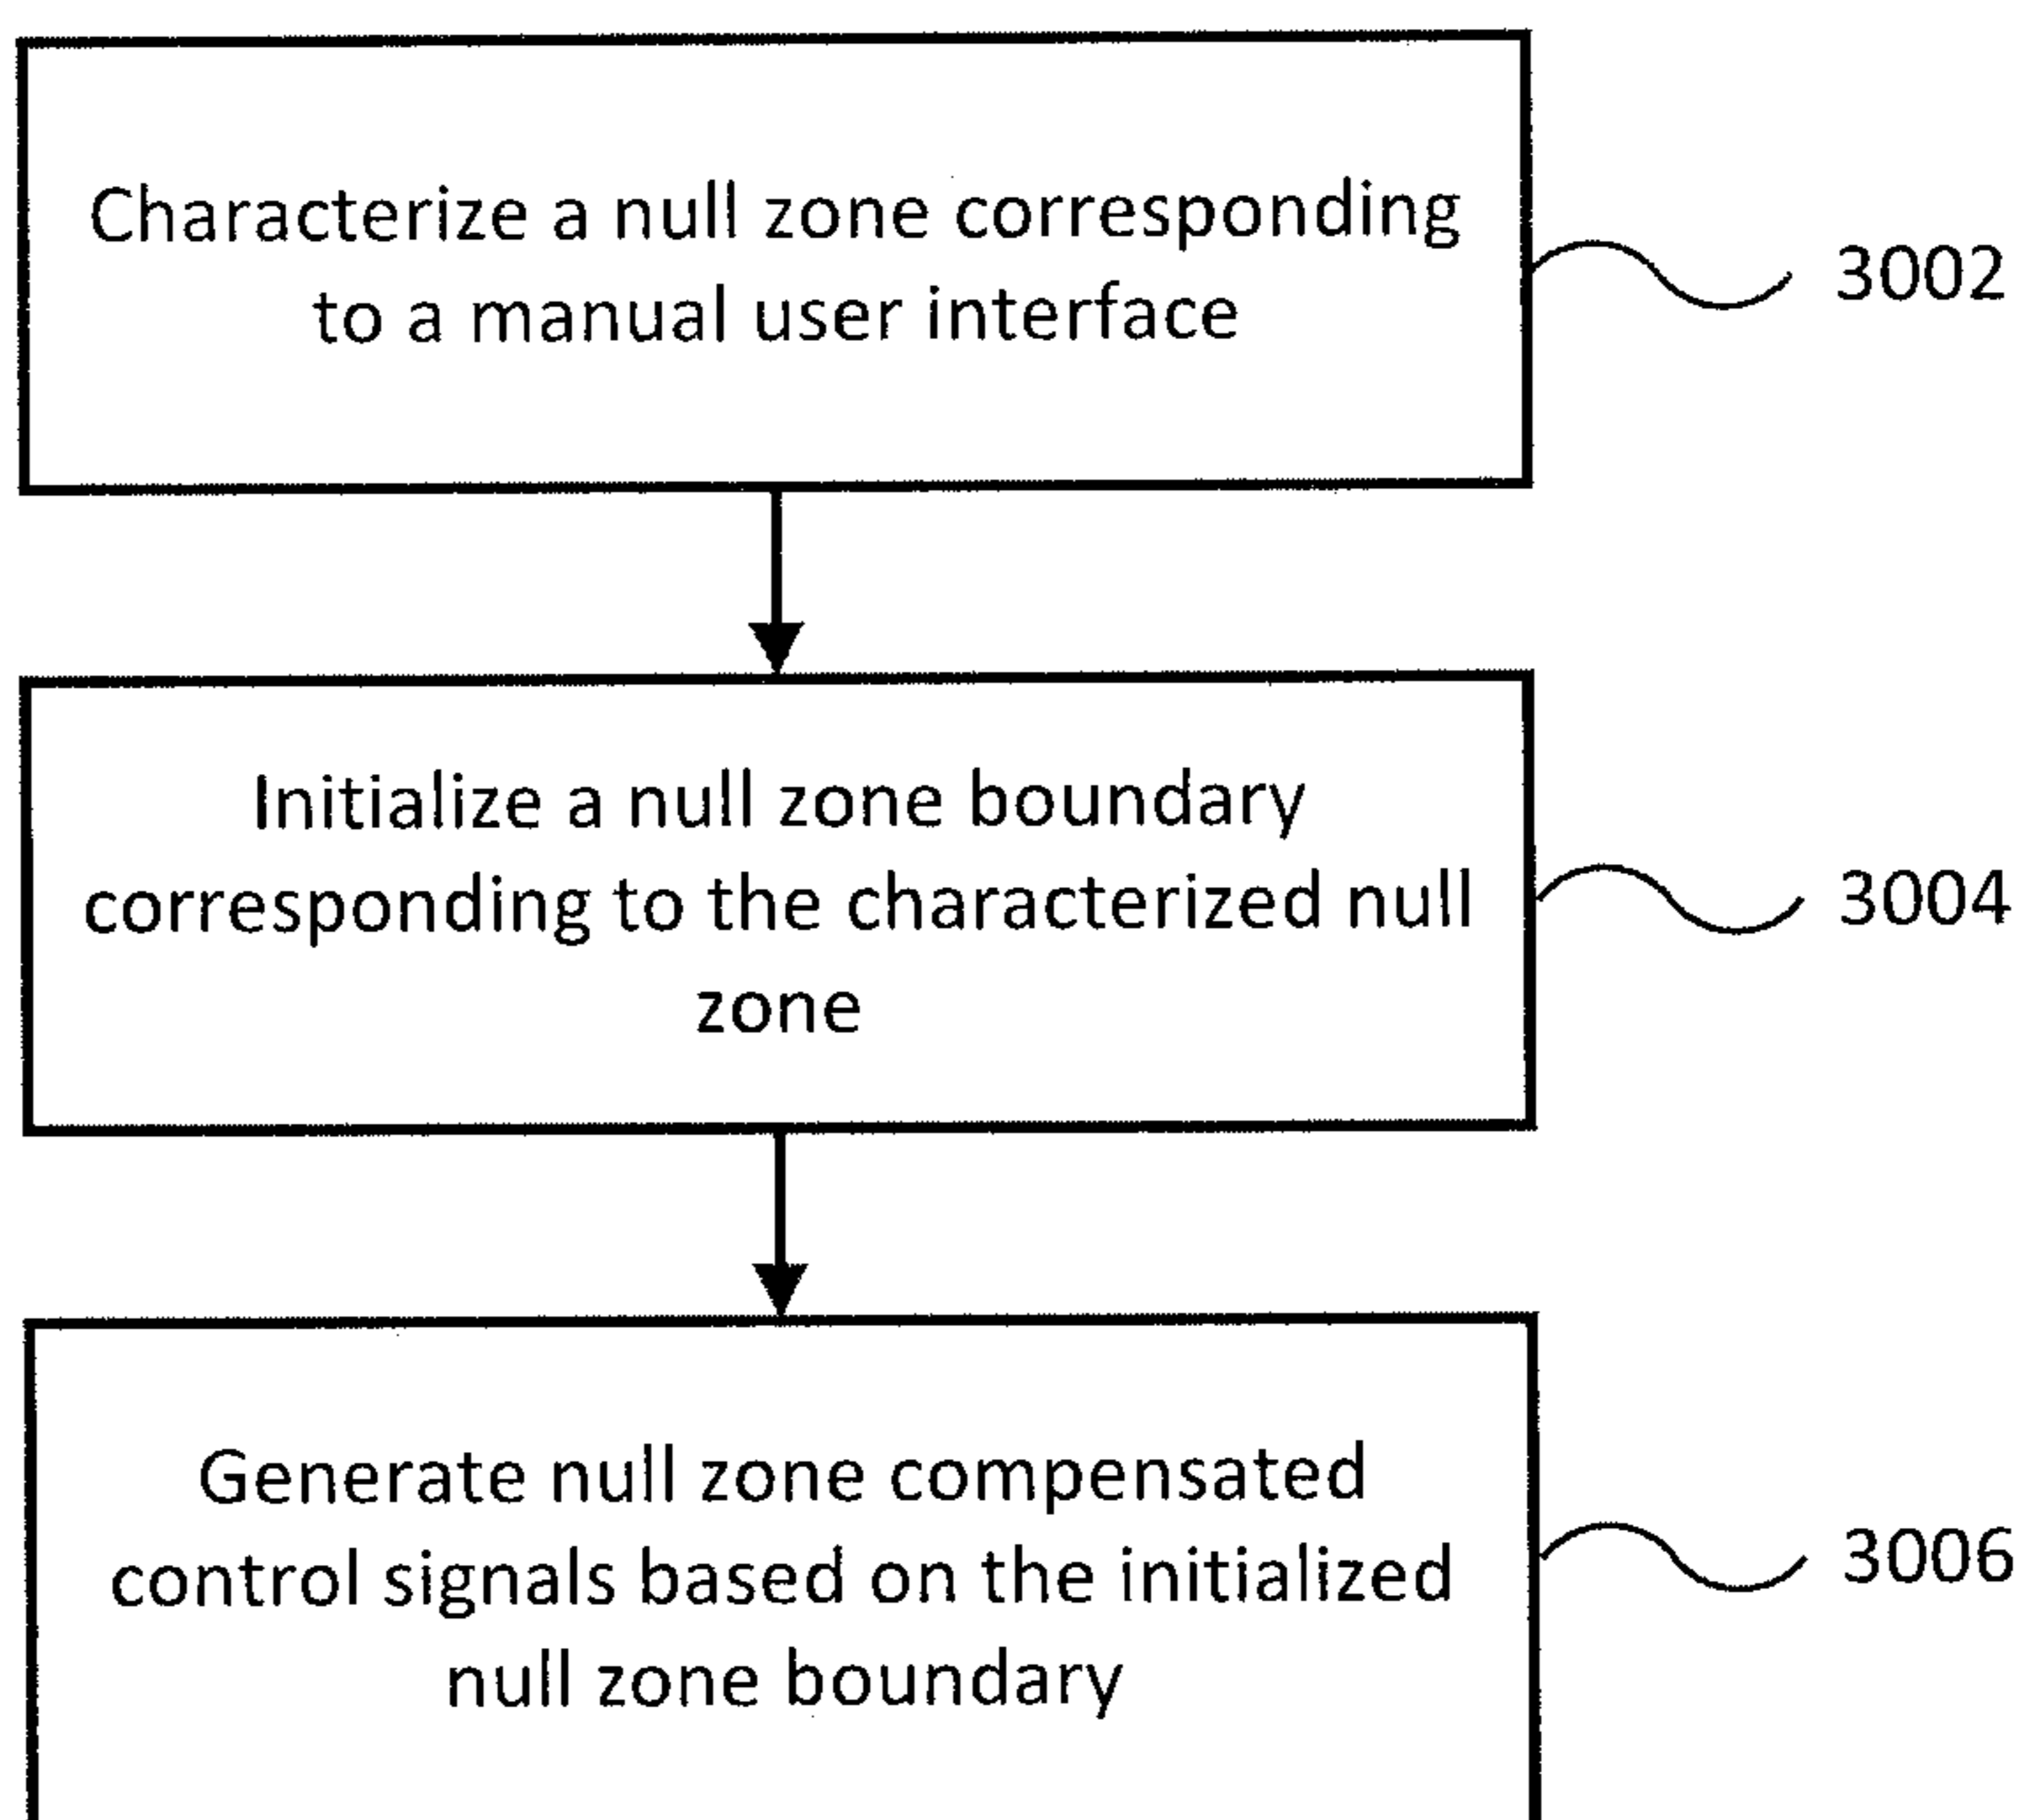 Characterize a null zone corresponding
to a manual user interface
3002
Initialize a null zone boundary
corresponding to the characterized null
zone
3004
Generate null zone compensated
control signals based on the initialized
null zone boundary
3006